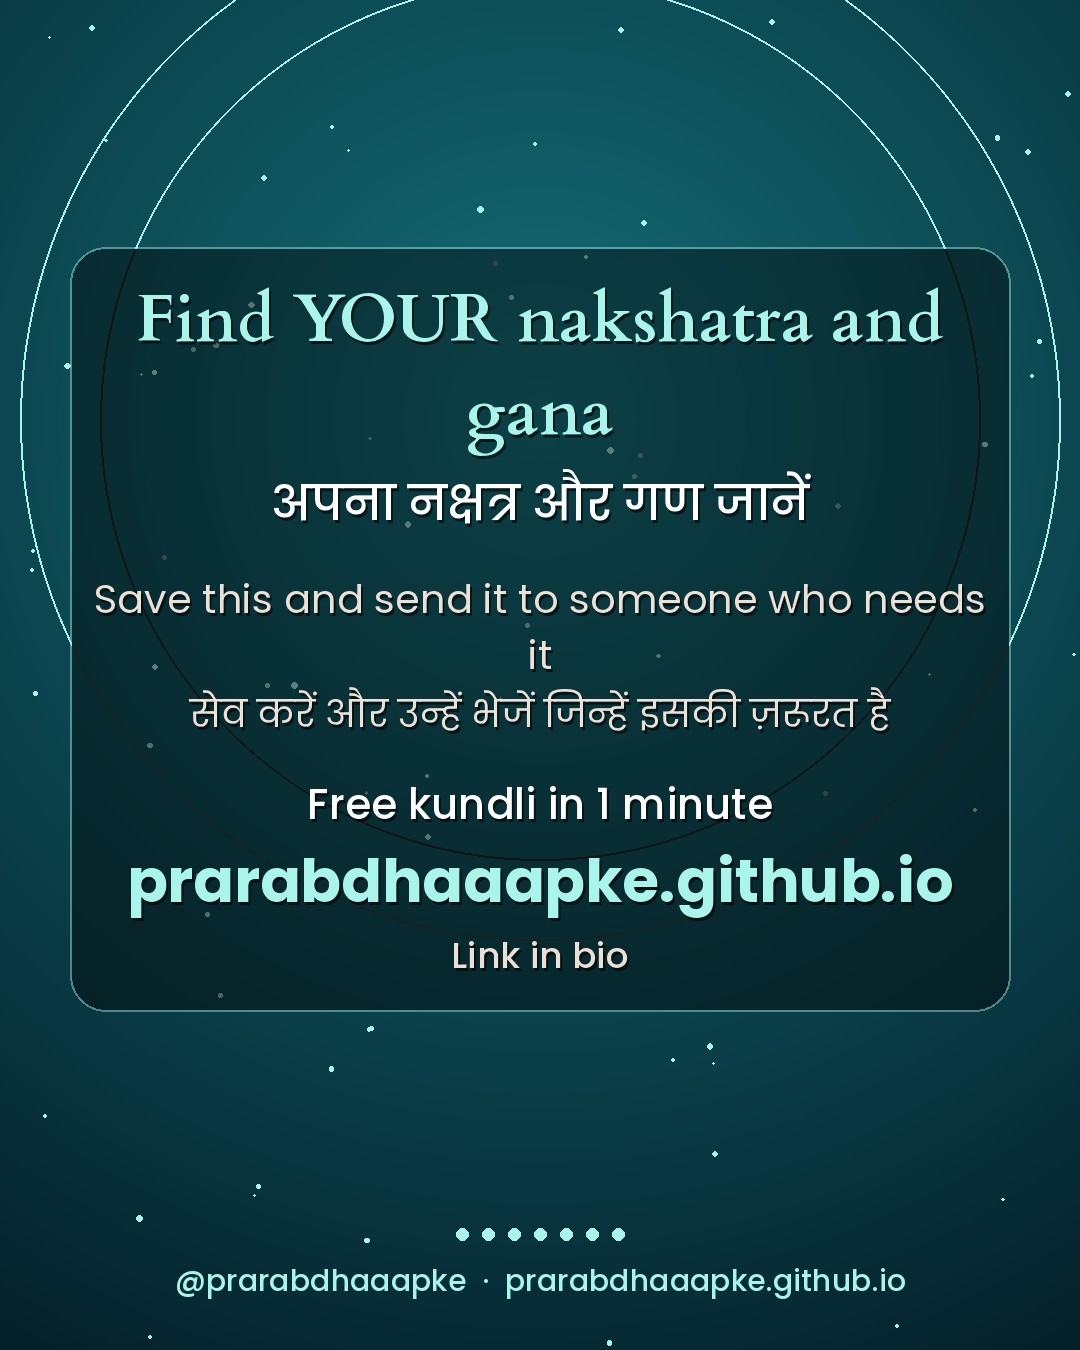 Find YOUR nakshatra and
gana
अपना नक्षत्र और गण जानें
Save this and send it to someone who needs
it
सेव करें और उन्हें भेजें जिन्हें इसकी ज़रूरत है
Free kundli in 1 minute
prarabdhaaapke.github.io
Link in bio
@prarabdhaaapke · prarabdhaaapke.github.io